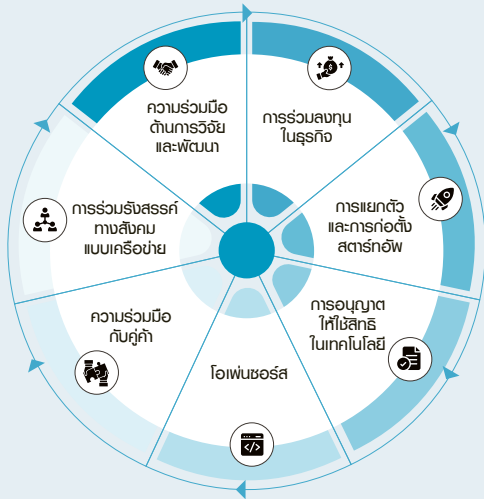 ความร่วมมือ
ด้านการวิจัย
และพัฒนา
การร่วมลงทุน
ในธุรกิจ
การแยกตัว
และการก่อตั้ง
สตาร์ทอัพ
การอนุญาต
ให้ใช้สิทธิ
ในเทคโนโลยี
โอเพ่นซอร์ส
ความร่วมมือ
กับคู่ค้า
การร่วมรังสรรค์
ทางสังคม
แบบเครือข่าย